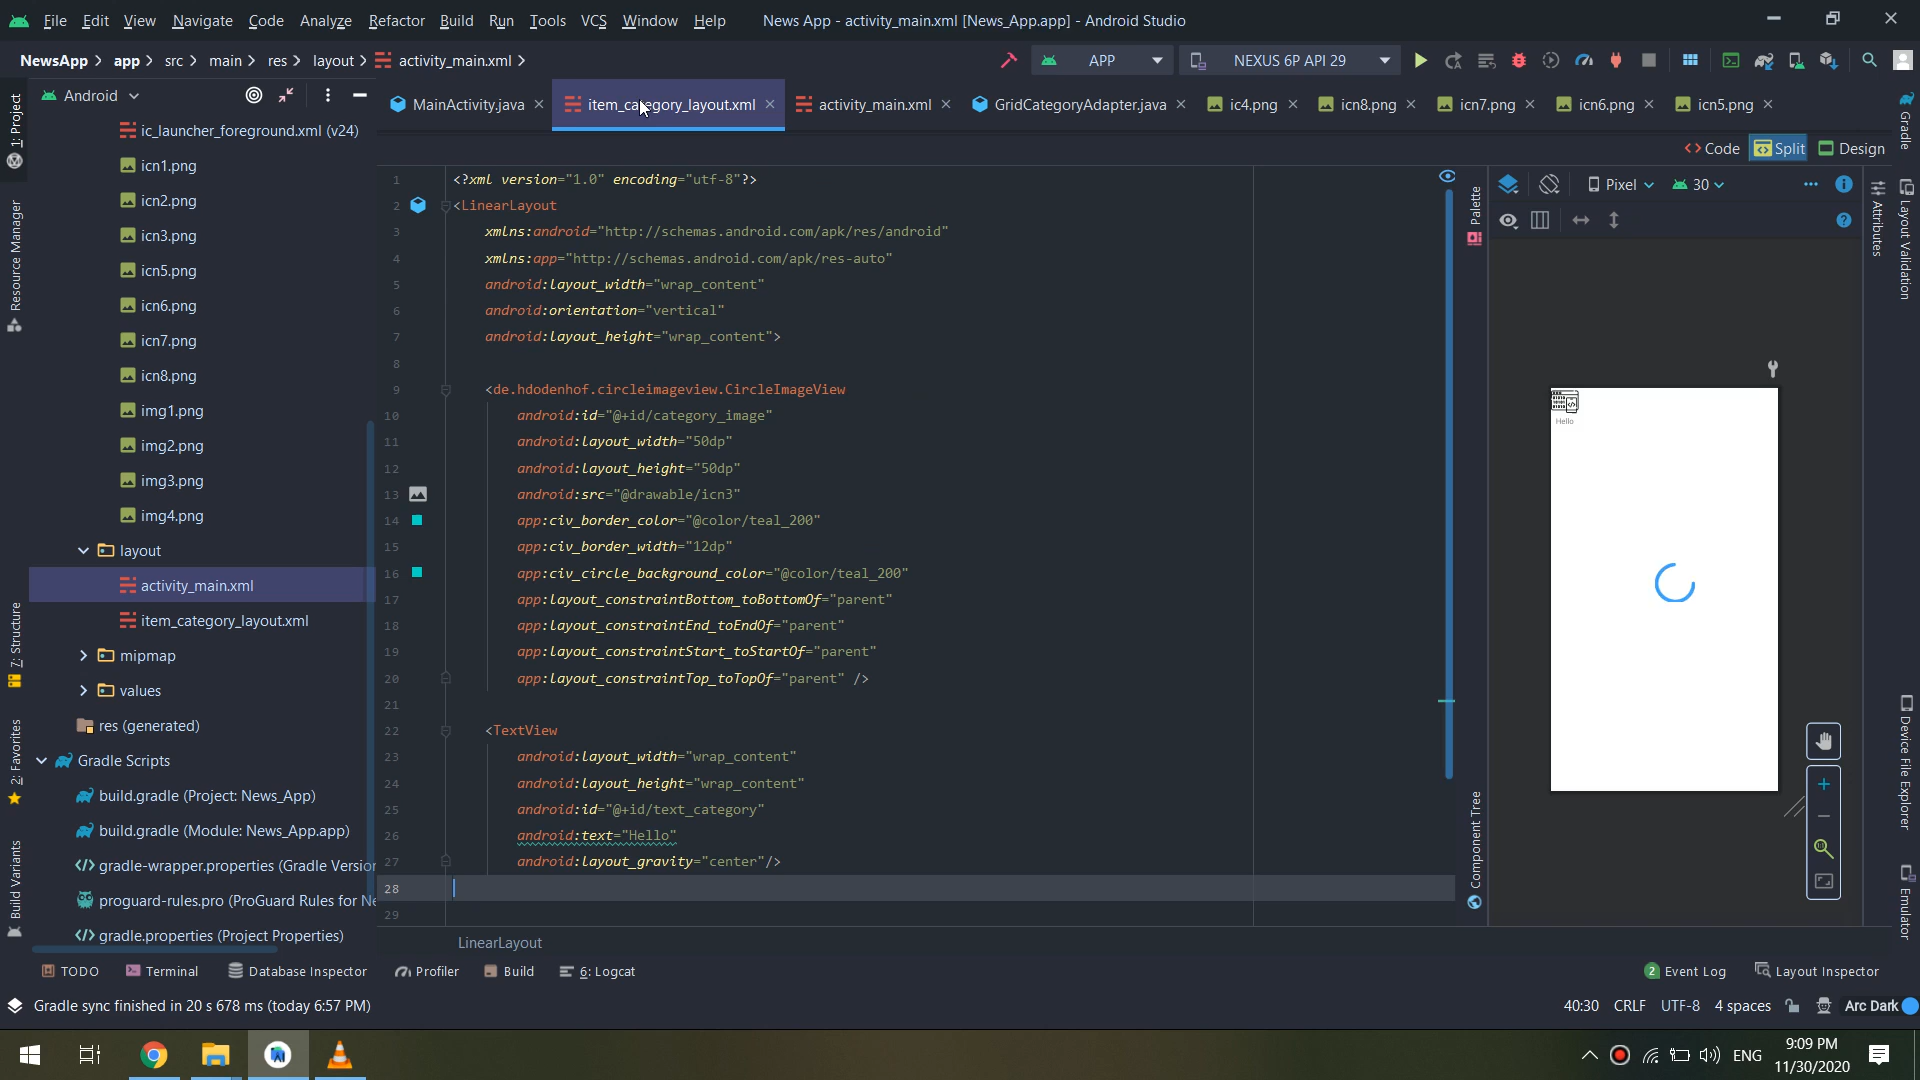 File Edit View Navigate Code Analyze Refactor Build Run Tools VCS Window Help News App - activity_main.xml [News_App.app] - Android Studio
NewsApp app src main res layout activity_main.xml APP NEXUS 6P API 29
Android MainActivity.java item_category_layout.xml activity_main.xml GridCategoryAdapter.java ic4.png icn8.png icn7.png icn6.png icn5.png
Code Split Design
Pixel 30
1: Project
Resource Manager
7: Structure
2: Favorites
Build Variants
ic_launcher_foreground.xml (v24)
icn1.png
icn2.png
icn3.png
icn5.png
icn6.png
icn7.png
icn8.png
img1.png
img2.png
img3.png
img4.png
layout
activity_main.xml
item_category_layout.xml
mipmap
values
res (generated)
Gradle Scripts
build.gradle (Project: News_App)
build.gradle (Module: News_App.app)
gradle-wrapper.properties (Gradle Version
proguard-rules.pro (ProGuard Rules for Ne
gradle.properties (Project Properties)
1 <?xml version="1.0" encoding="utf-8"?>
2 <LinearLayout
3 xmlns:android="http://schemas.android.com/apk/res/android"
4 xmlns:app="http://schemas.android.com/apk/res-auto"
5 android:layout_width="wrap_content"
6 android:orientation="vertical"
7 android:layout_height="wrap_content">
8
9 <de.hdodenhof.circleimageview.CircleImageView
10 android:id="@+id/category_image"
11 android:layout_width="50dp"
12 android:layout_height="50dp"
13 android:src="@drawable/icn3"
14 app:civ_border_color="@color/teal_200"
15 app:civ_border_width="12dp"
16 app:civ_circle_background_color="@color/teal_200"
17 app:layout_constraintBottom_toBottomOf="parent"
18 app:layout_constraintEnd_toEndOf="parent"
19 app:layout_constraintStart_toStartOf="parent"
20 app:layout_constraintTop_toTopOf="parent" />
21
22 <TextView
23 android:layout_width="wrap_content"
24 android:layout_height="wrap_content"
25 android:id="@+id/text_category"
26 android:text="Hello"
27 android:layout_gravity="center"/>
28
29
LinearLayout
Palette
Component Tree
Hello
Attributes
Gradle
Layout Validation
Device File Explorer
Emulator
TODO Terminal Database Inspector Profiler Build 6: Logcat 2 Event Log Layout Inspector
Gradle sync finished in 20 s 678 ms (today 6:57 PM) 40:30 CRLF UTF-8 4 spaces Arc Dark
ENG 9:09 PM
11/30/2020